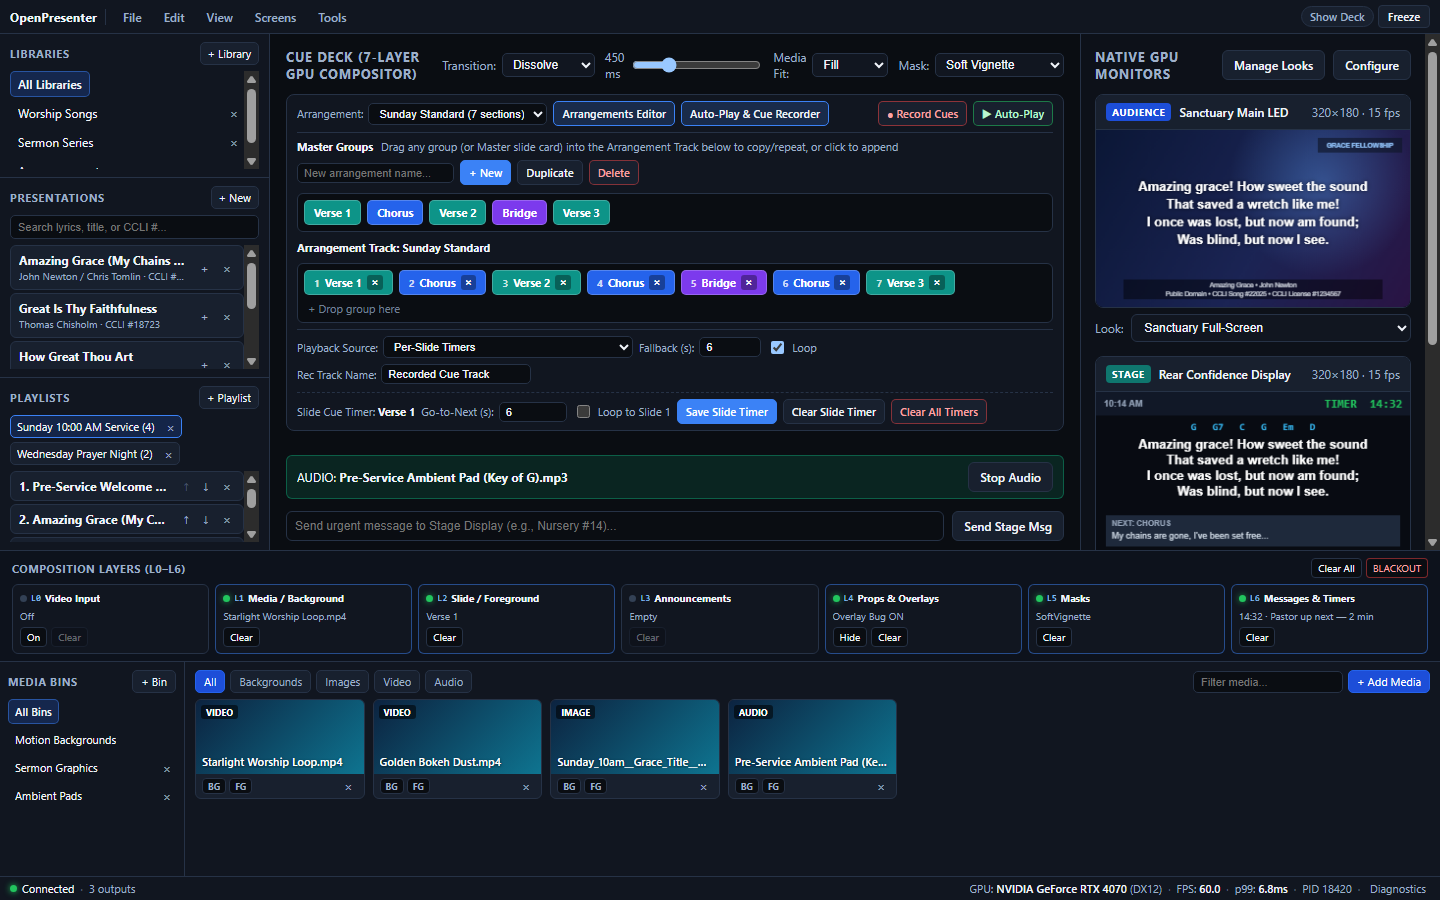 OpenPresenter File Edit View Screens Tools Show Deck Freeze
LIBRARIES + Library
All Libraries
Worship Songs ×
Sermon Series ×
PRESENTATIONS + New
Search lyrics, title, or CCLI #...
Amazing Grace (My Chains ... + ×
John Newton / Chris Tomlin · CCLI #...
Great Is Thy Faithfulness + ×
Thomas Chisholm · CCLI #18723
How Great Thou Art + ×
PLAYLISTS + Playlist
Sunday 10:00 AM Service (4) ×
Wednesday Prayer Night (2) ×
1. Pre-Service Welcome ... ↑ ↓ ×
2. Amazing Grace (My C... ↑ ↓ ×
CUE DECK (7-LAYER
GPU COMPOSITOR)
Transition: Dissolve 450
ms
Media
Fit: Fill Mask: Soft Vignette
Arrangement: Sunday Standard (7 sections) Arrangements Editor Auto-Play & Cue Recorder ● Record Cues ▶ Auto-Play
Master Groups Drag any group (or Master slide card) into the Arrangement Track below to copy/repeat, or click to append
New arrangement name... + New Duplicate Delete
Verse 1 Chorus Verse 2 Bridge Verse 3
Arrangement Track: Sunday Standard
1 Verse 1 × 2 Chorus × 3 Verse 2 × 4 Chorus × 5 Bridge × 6 Chorus × 7 Verse 3 ×
+ Drop group here
Playback Source: Per-Slide Timers Fallback (s): 6 Loop
Rec Track Name: Recorded Cue Track
Slide Cue Timer: Verse 1 Go-to-Next (s): 6 Loop to Slide 1 Save Slide Timer Clear Slide Timer Clear All Timers
AUDIO: Pre-Service Ambient Pad (Key of G).mp3 Stop Audio
Send urgent message to Stage Display (e.g., Nursery #14)... Send Stage Msg
NATIVE GPU
MONITORS
Manage Looks Configure
AUDIENCE Sanctuary Main LED 320×180 · 15 fps
GRACE FELLOWSHIP
Amazing grace! How sweet the sound
That saved a wretch like me!
I once was lost, but now am found;
Was blind, but now I see.
Amazing Grace • John Newton
Public Domain • CCLI Song #22025 • CCLI License #1234567
Look: Sanctuary Full-Screen
STAGE Rear Confidence Display 320×180 · 15 fps
10:14 AM TIMER 14:32
G G7 C G Em D
Amazing grace! How sweet the sound
That saved a wretch like me!
I once was lost, but now am found;
Was blind, but now I see.
NEXT: CHORUS
My chains are gone, I've been set free...
COMPOSITION LAYERS (L0–L6) Clear All BLACKOUT
L0 Video Input
Off
On Clear
L1 Media / Background
Starlight Worship Loop.mp4
Clear
L2 Slide / Foreground
Verse 1
Clear
L3 Announcements
Empty
Clear
L4 Props & Overlays
Overlay Bug ON
Hide Clear
L5 Masks
SoftVignette
Clear
L6 Messages & Timers
14:32 · Pastor up next — 2 min
Clear
MEDIA BINS + Bin
All Bins
Motion Backgrounds
Sermon Graphics ×
Ambient Pads ×
All Backgrounds Images Video Audio Filter media... + Add Media
VIDEO
Starlight Worship Loop.mp4
BG FG ×
VIDEO
Golden Bokeh Dust.mp4
BG FG ×
IMAGE
Sunday_10am__Grace_Title__...
BG FG ×
AUDIO
Pre-Service Ambient Pad (Ke...
BG FG ×
Connected · 3 outputs GPU: NVIDIA GeForce RTX 4070 (DX12) · FPS: 60.0 · p99: 6.8ms · PID 18420 · Diagnostics